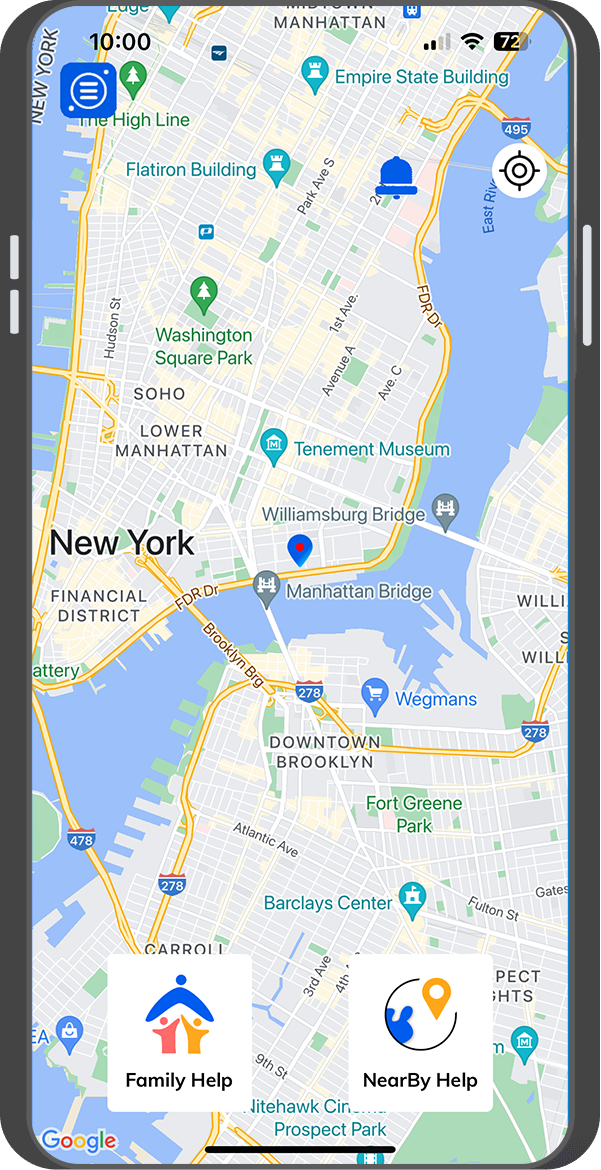 Edge
MIDTOWN
MANHATTAN
10:00
72
NEW YORK
Empire State Building
The High Line
495
Flatiron Building
Park Ave S
East Riv
FDR Dr
Hudson St
1st Ave.
Washington
Square Park
Avenue A
Ave. C
SOHO
LOWER
MANHATTAN
Tenement Museum
Williamsburg Bridge
New York
Manhattan Bridge
FINANCIAL
DISTRICT
FDR Dr
WILLI
Brooklyn Brg
WILL
attery
278
Wegmans
278
DOWNTOWN
BROOKLYN
Fort Greene
Park
478
Atlantic Ave
278
Barclays Center
Gates
Fulton St
CARROLL
3rd Ave
4th
PECT
GHTS
EA
m
9th St
Family Help
NearBy Help
Nitehawk Cinema
Prospect Park
Google